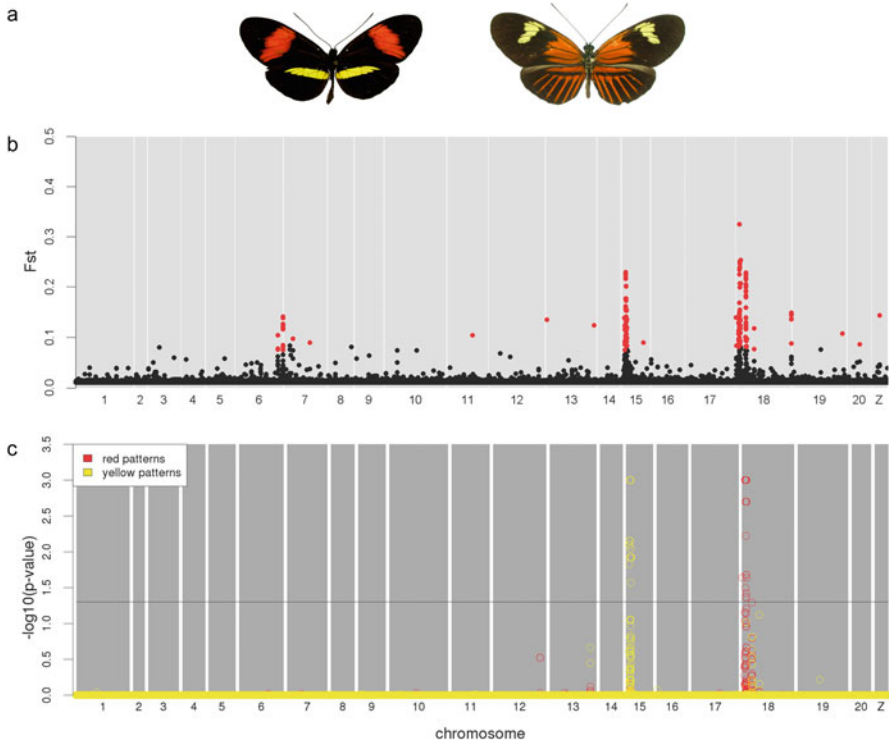 a
b
0.5
0.4
0.3
0.2
0.1
0.0
Fst
1 2 3 4 5 6 7 8 9 10 11 12 13 14 15 16 17 18 19 20 Z
c
3.5
3.0
2.5
2.0
1.5
1.0
0.5
0.0
-log10(p-value)
red patterns
yellow patterns
1 2 3 4 5 6 7 8 9 10 11 12 13 14 15 16 17 18 19 20 Z
chromosome